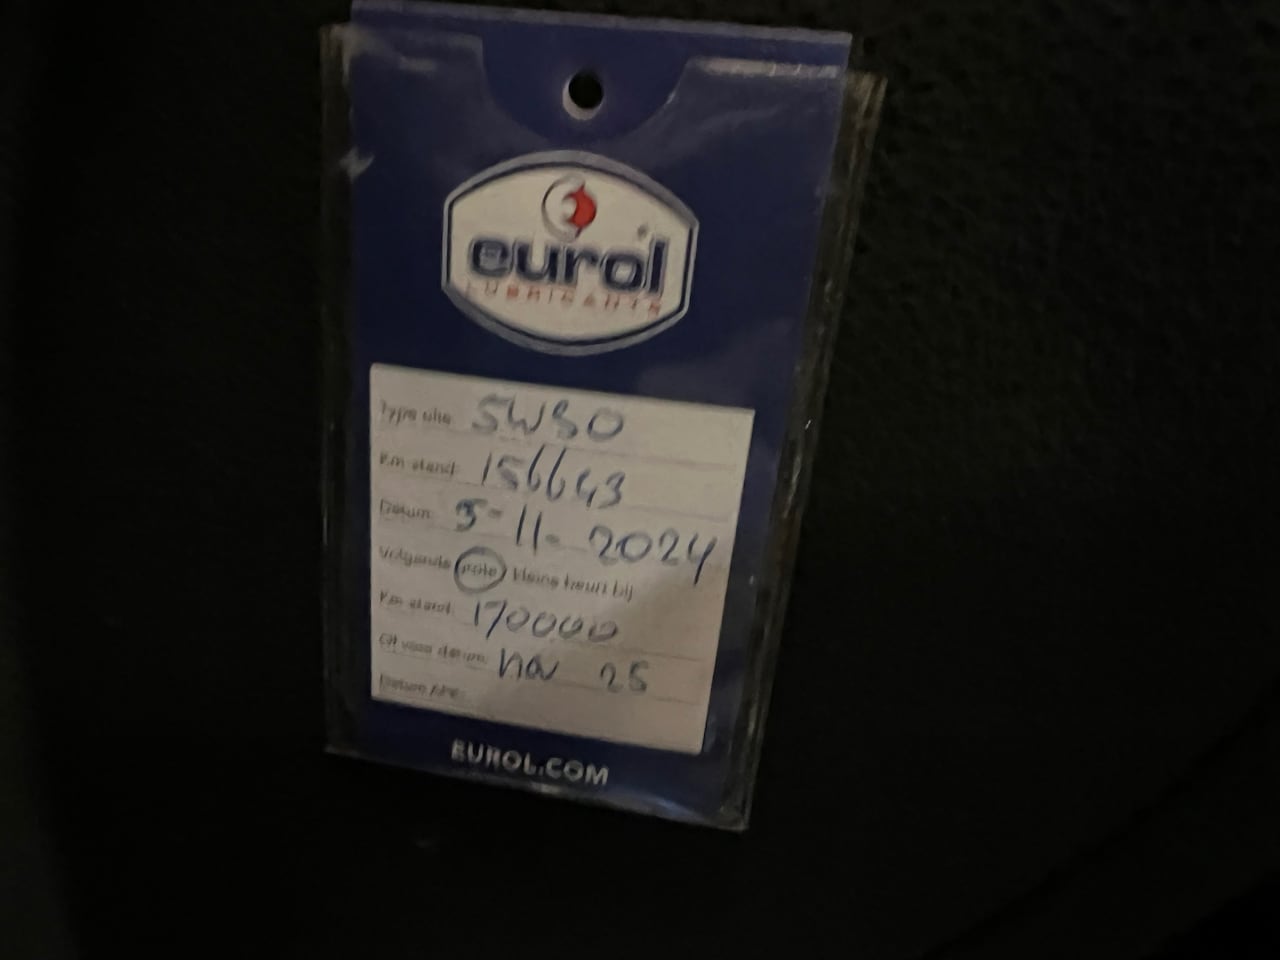 eurol
LUBRICANTS
Type olie: 5W30
Km-stand: 156643
Datum: 5-11-2024
Volgende grote kleine beurt bij
Km-stand: 170000
Of voor datum: nov 25
Datum APK:
EUROL.COM